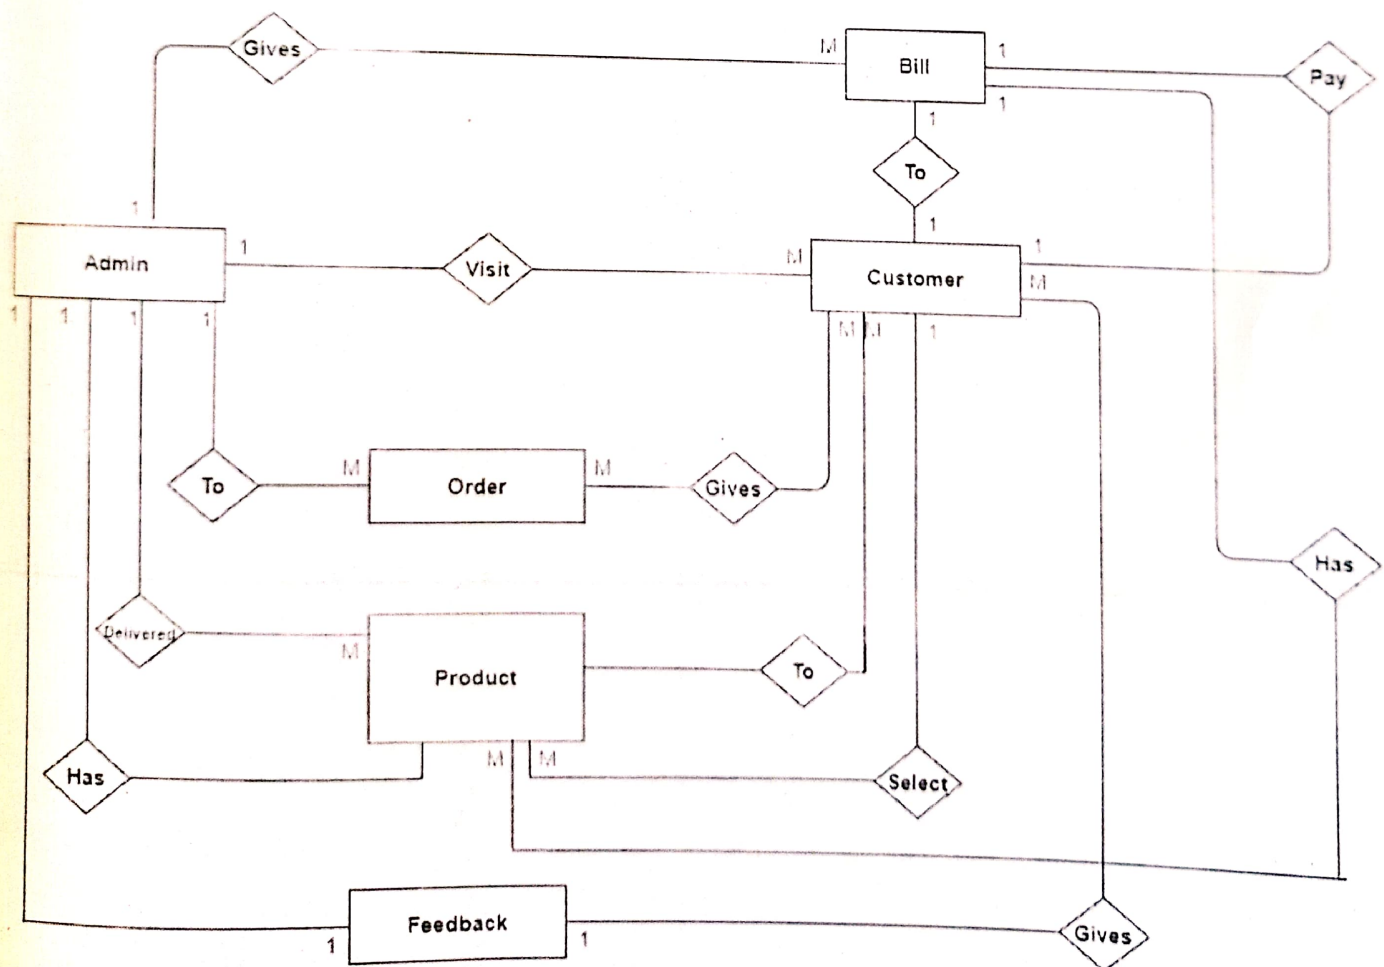 Gives
M
Bill
1
Pay
1
1
To
1
1
Admin
1
Visit
M
Customer
1
M
1
1
1
1
M
M
1
To
M
Order
M
Gives
Has
Delivered
M
Product
To
M
M
Has
Select
Feedback
1
1
Gives